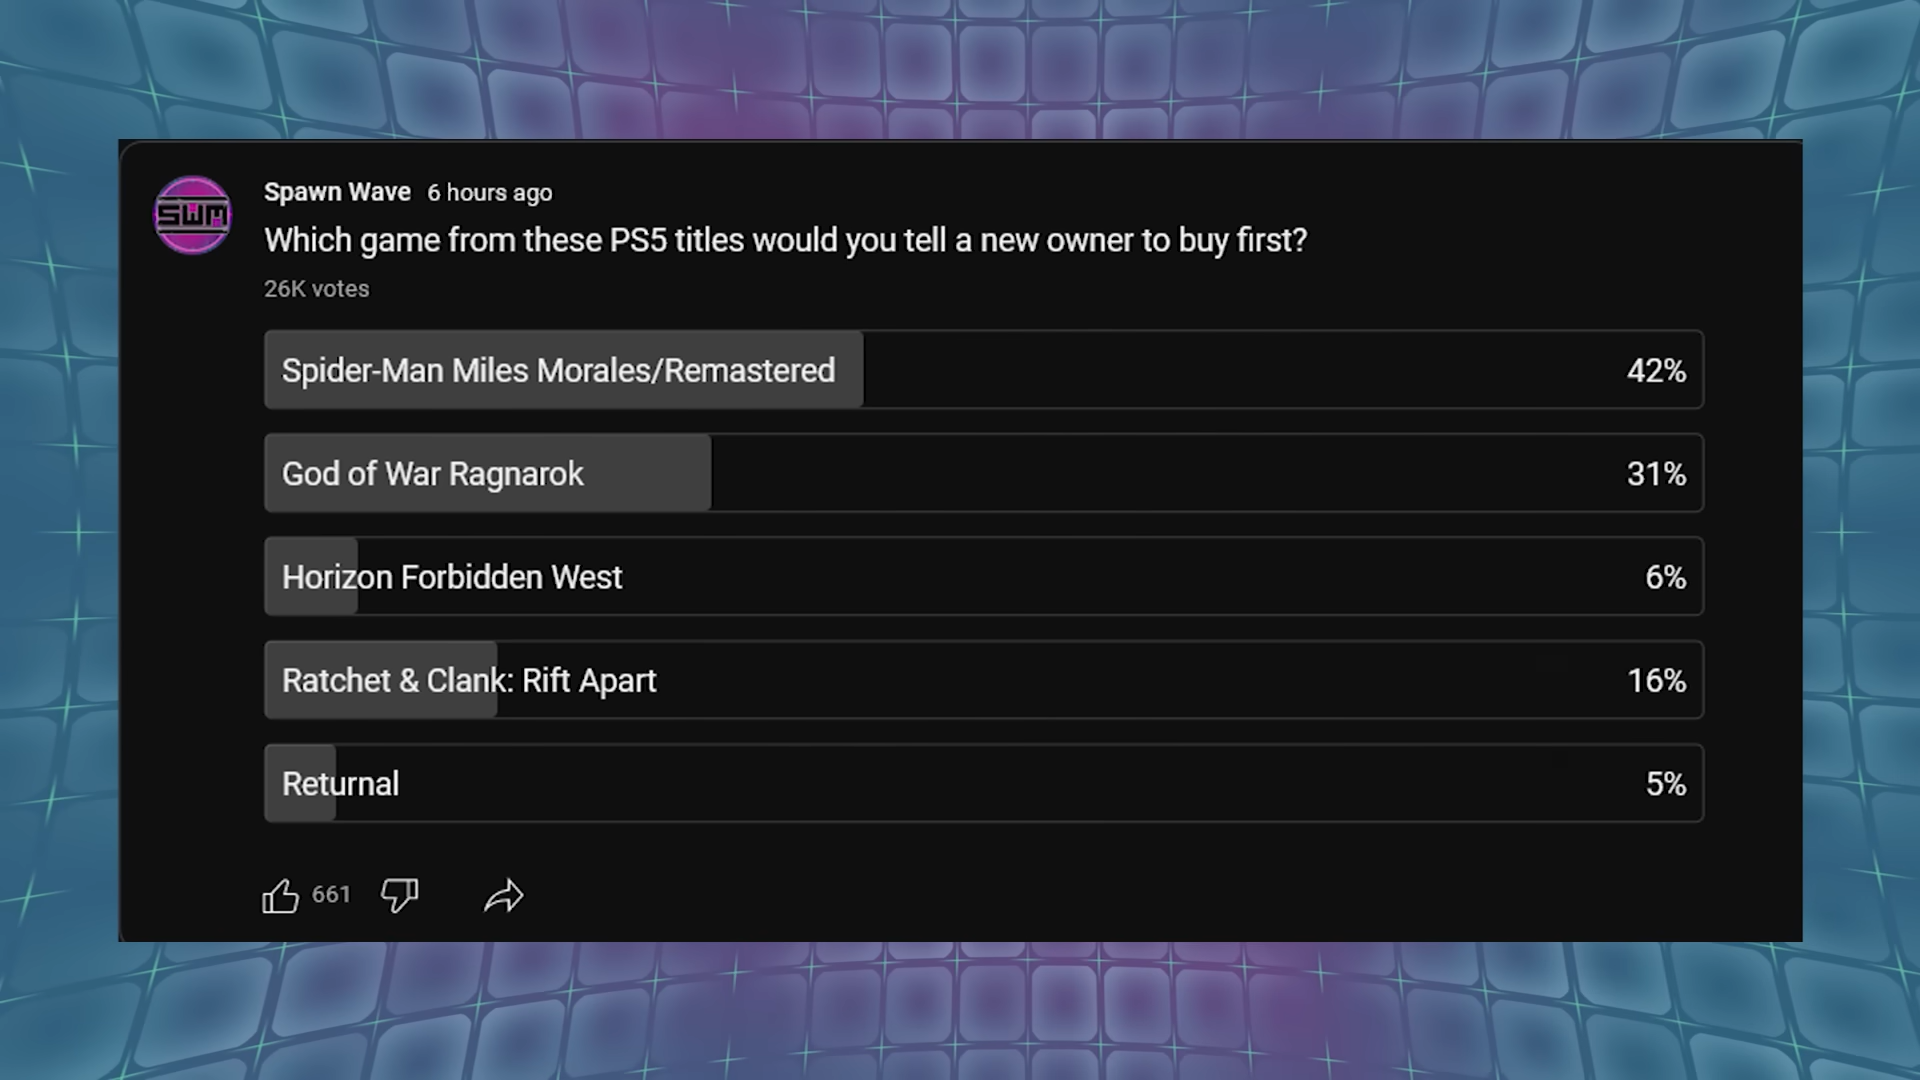 SWM
Spawn Wave 6 hours ago
Which game from these PS5 titles would you tell a new owner to buy first?
26K votes
Spider-Man Miles Morales/Remastered 42%
God of War Ragnarok 31%
Horizon Forbidden West 6%
Ratchet & Clank: Rift Apart 16%
Returnal 5%
661